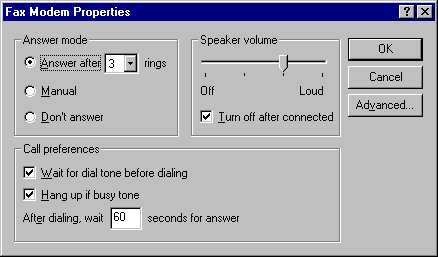 Fax Modem Properties
Answer mode
Answer after 3 rings
Manual
Don't answer
Speaker volume
Off Loud
Turn off after connected
OK
Cancel
Advanced...
Call preferences
Wait for dial tone before dialing
Hang up if busy tone
After dialing, wait 60 seconds for answer